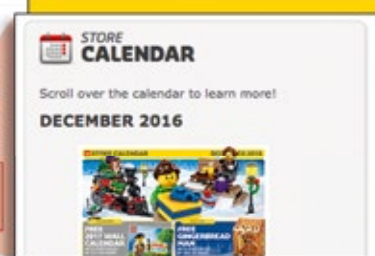 STORE
CALENDAR
Scroll over the calendar to learn more!
DECEMBER 2016
STORE CALENDAR
FREE
2017 WALL
CALENDAR
FREE
GINGERBREAD
MAN